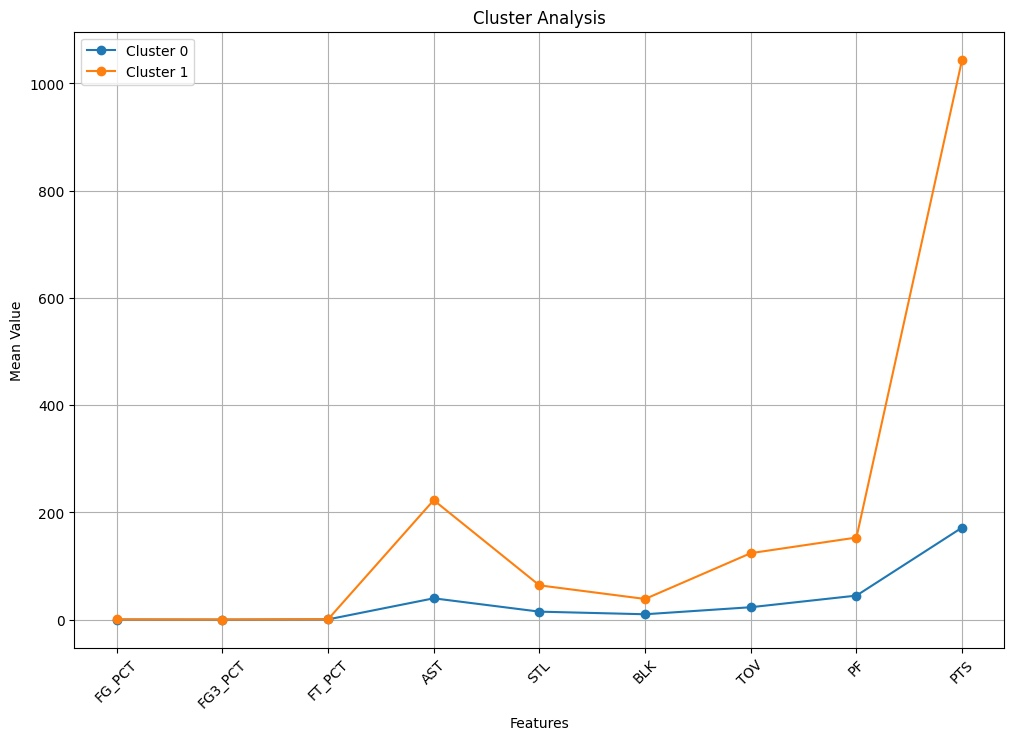 Cluster Analysis
Cluster 0
Cluster 1
1000
800
600
400
200
0
Mean Value
FG_PCT
FG3_PCT
FT_PCT
AST
STL
BLK
TOV
PF
PTS
Features